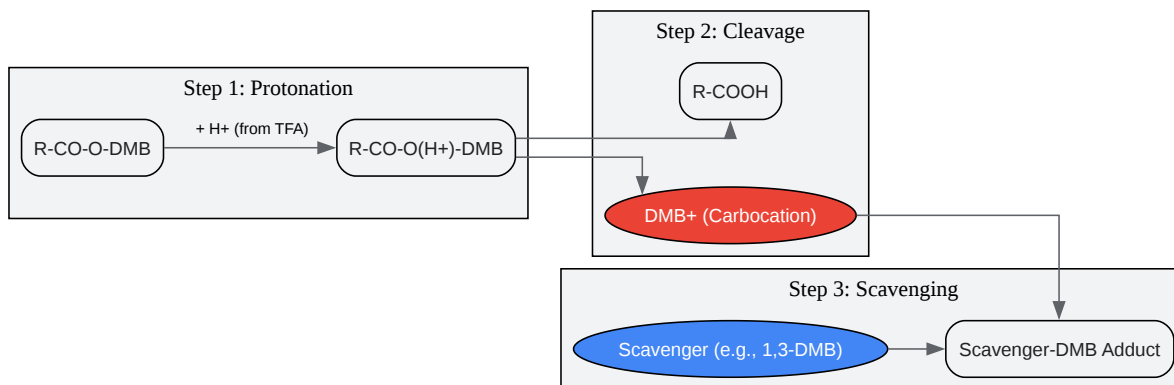 Step 1: Protonation
R-CO-O-DMB
+ H+ (from TFA)
R-CO-O(H+)-DMB
Step 2: Cleavage
R-COOH
DMB+ (Carbocation)
Step 3: Scavenging
Scavenger (e.g., 1,3-DMB)
Scavenger-DMB Adduct